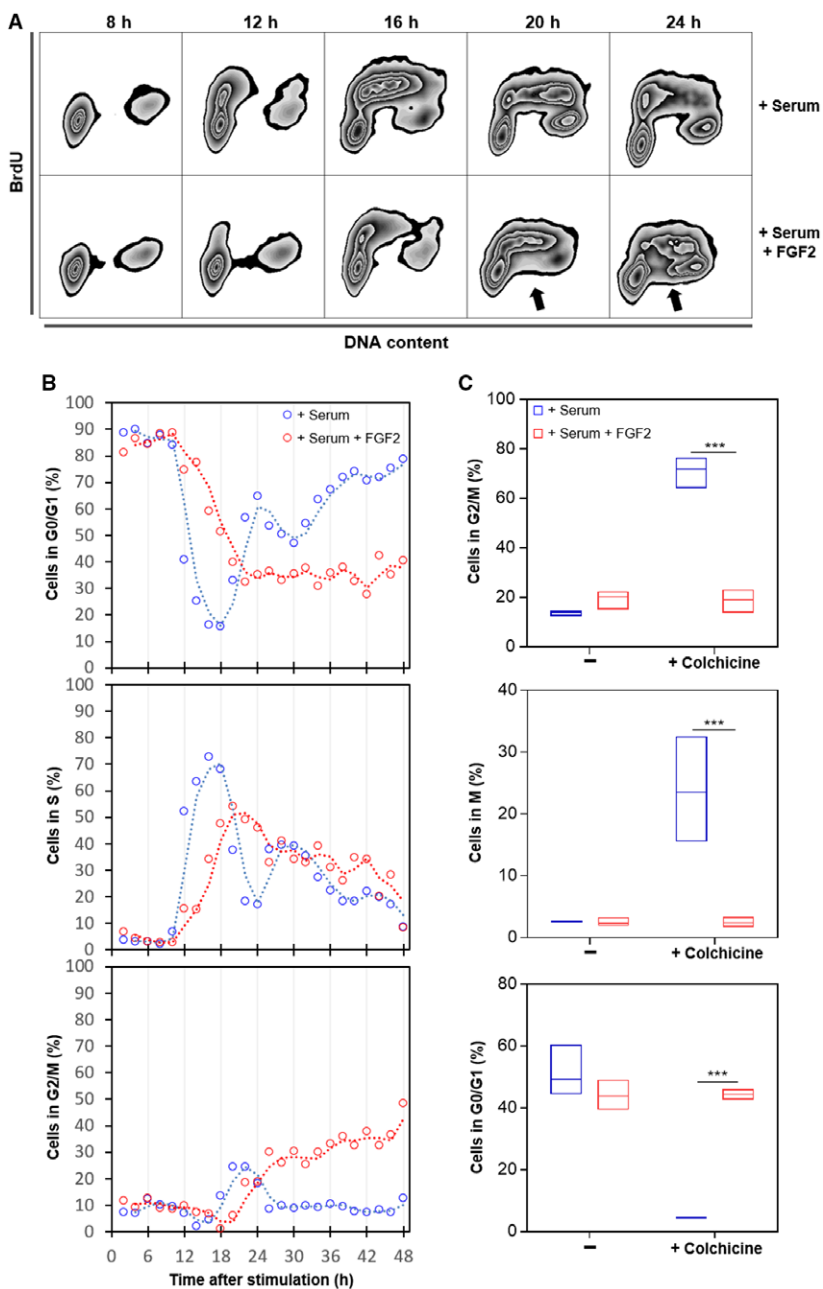 A
8 h 12 h 16 h 20 h 24 h
BrdU
+ Serum
+ Serum
+ FGF2
DNA content
B
Cells in G0/G1 (%)
100
90
80
70
60
50
40
30
20
10
0
+ Serum
+ Serum + FGF2
Cells in S (%)
100
90
80
70
60
50
40
30
20
10
0
Cells in G2/M (%)
100
90
80
70
60
50
40
30
20
10
0
0 6 12 18 24 30 36 42 48
Time after stimulation (h)
C
Cells in G2/M (%)
100
80
60
40
20
0
+ Serum
+ Serum + FGF2
***
– + Colchicine
Cells in M (%)
40
30
20
10
0
***
– + Colchicine
Cells in G0/G1 (%)
80
60
40
20
0
***
– + Colchicine